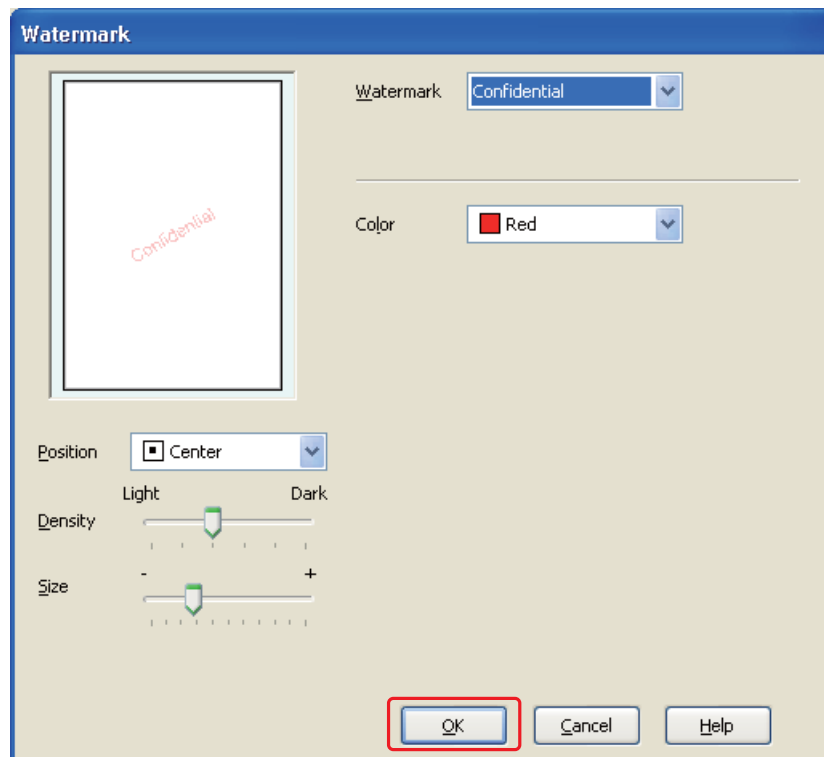 Watermark
Watermark Confidential
Confidential
Color Red
Position Center
Light Dark
Density
- +
Size
OK Cancel Help